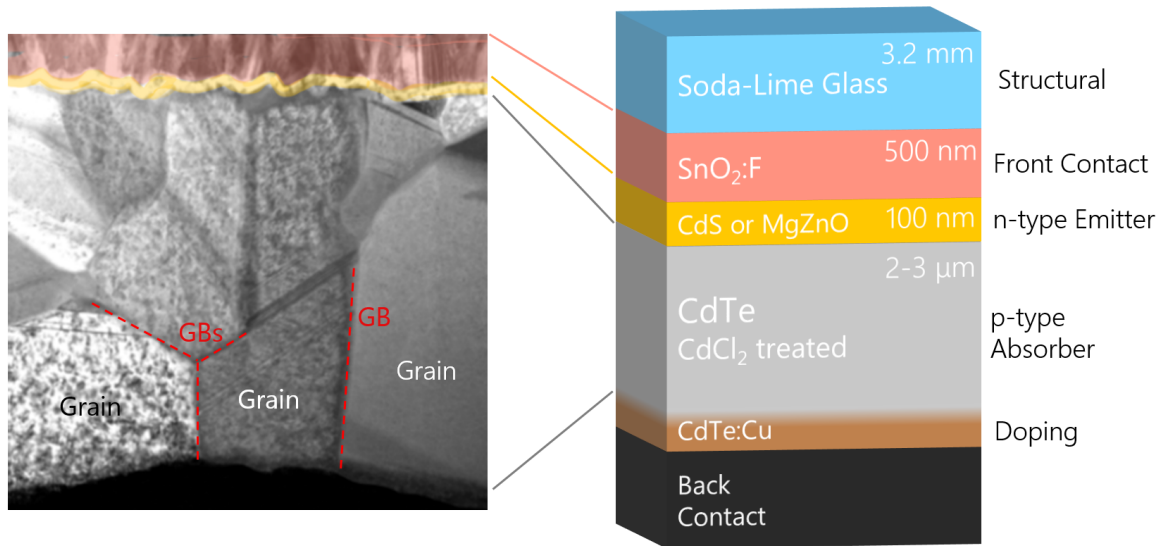 GBs
GB
Grain
Grain
Grain
3.2 mm
Soda-Lime Glass
Structural
500 nm
SnO₂:F
Front Contact
CdS or MgZnO
100 nm
n-type Emitter
2-3 µm
CdTe
CdCl₂ treated
p-type
Absorber
CdTe:Cu
Doping
Back
Contact